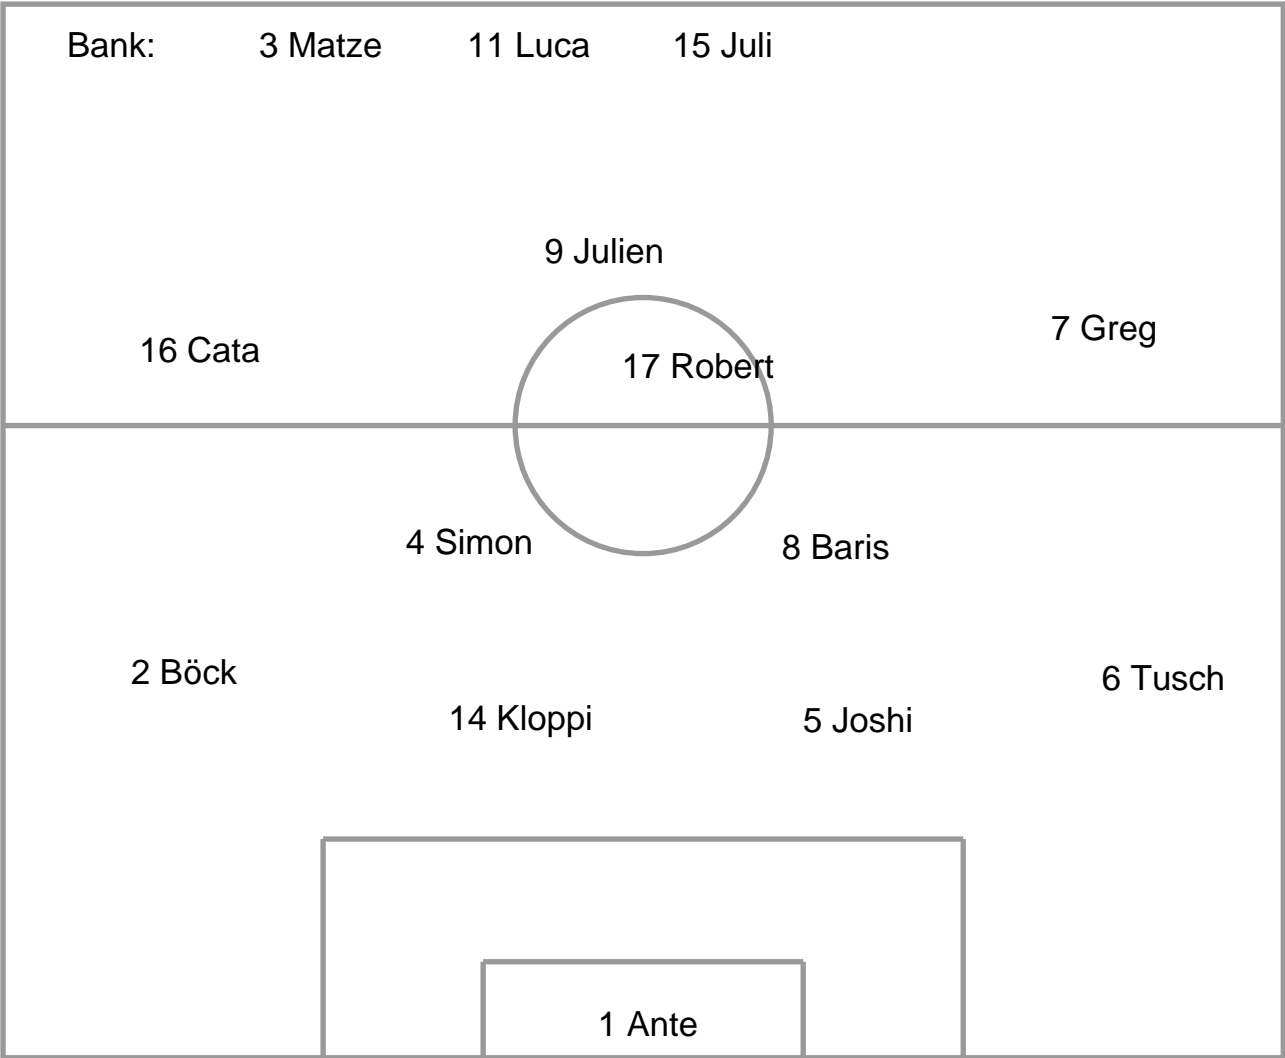 Bank: 3 Matze 11 Luca 15 Juli
9 Julien
7 Greg
16 Cata
17 Robert
4 Simon
8 Baris
2 Böck
6 Tusch
14 Kloppi
5 Joshi
1 Ante